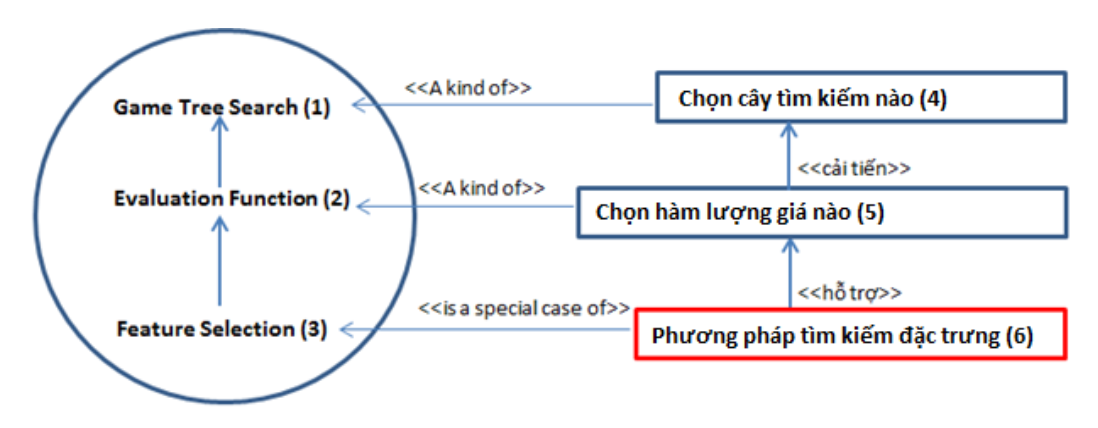 <<A kind of>>
Game Tree Search (1)
Chọn cây tìm kiếm nào (4)
<<cải tiến>>
<<A kind of>>
Evaluation Function (2)
Chọn hàm lượng giá nào (5)
<<hỗ trợ>>
<<is a special case of>>
Feature Selection (3)
Phương pháp tìm kiếm đặc trưng (6)